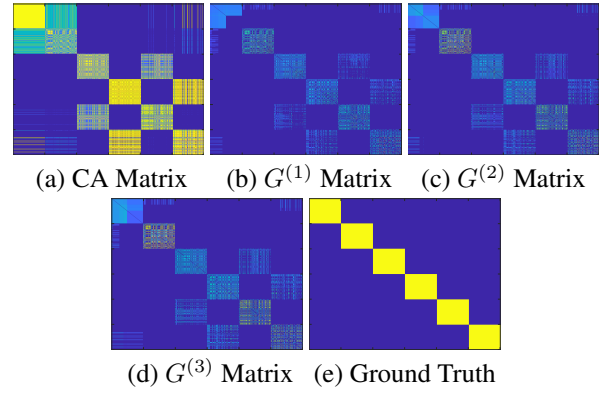 (a) CA Matrix (b) G^{(1)} Matrix (c) G^{(2)} Matrix
(d) G^{(3)} Matrix (e) Ground Truth